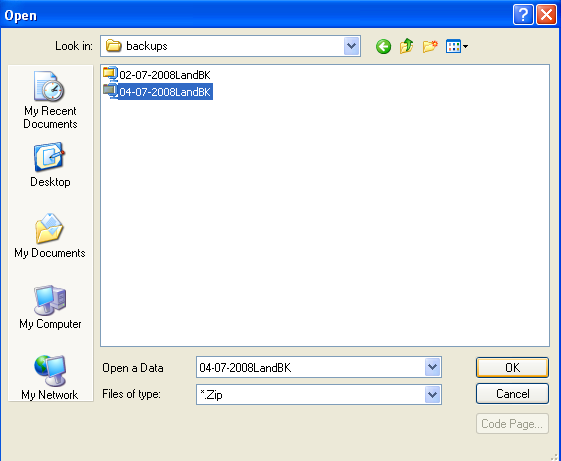 Open
Look in: backups
02-07-2008LandBK
04-07-2008LandBK
My Recent
Documents
Desktop
My Documents
My Computer
My Network
Open a Data 04-07-2008LandBK OK
Files of type: *.Zip Cancel
Code Page...